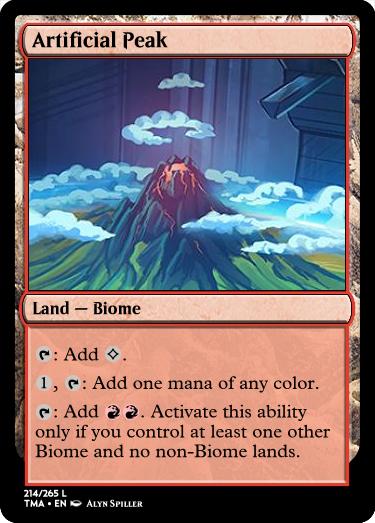 Artificial Peak
Land — Biome
: Add .
1, : Add one mana of any color.
: Add . Activate this ability
only if you control at least one other
Biome and no non-Biome lands.
214/265 L
TMA • EN Alyn Spiller